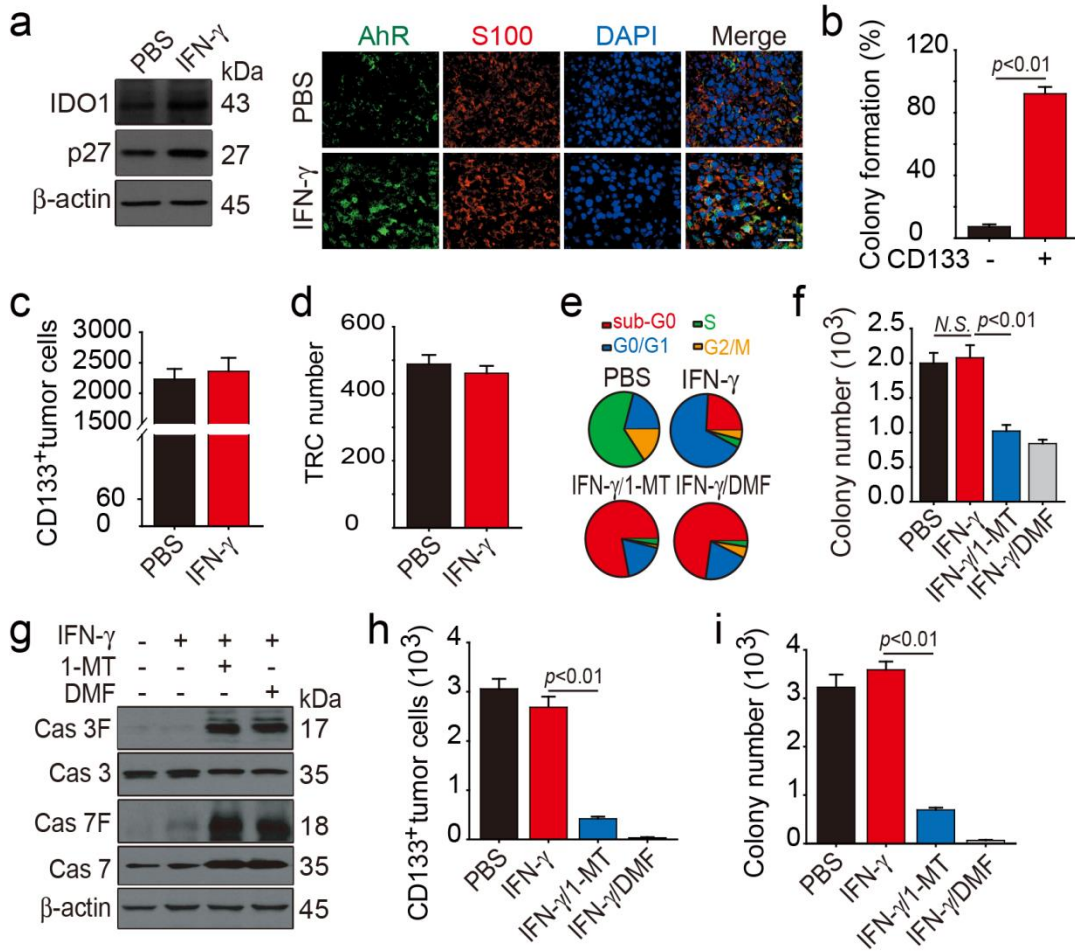 a
PBS
IFN-γ
kDa
IDO1
43
p27
27
β-actin
45
AhR
S100
DAPI
Merge
PBS
IFN-γ
b
Colony formation (%)
120
80
40
0
p<0.01
CD133
-
+
c
CD133+tumor cells
3000
2500
2000
1500
60
0
PBS
IFN-γ
d
TRC number
600
400
200
0
PBS
IFN-γ
e
sub-G0
S
G0/G1
G2/M
PBS
IFN-γ
IFN-γ/1-MT
IFN-γ/DMF
f
Colony number (10³)
2.5
2.0
1.5
1.0
0.5
0.0
N.S.
p<0.01
PBS
IFN-γ
IFN-γ/1-MT
IFN-γ/DMF
g
IFN-γ - + + +
1-MT - - + -
DMF - - - +
kDa
Cas 3F
17
Cas 3
35
Cas 7F
18
Cas 7
35
β-actin
45
h
CD133+tumor cells (10³)
4
3
2
1
0
p<0.01
PBS
IFN-γ
IFN-γ/1-MT
IFN-γ/DMF
i
Colony number (10³)
4
3
2
1
0
p<0.01
PBS
IFN-γ
IFN-γ/1-MT
IFN-γ/DMF